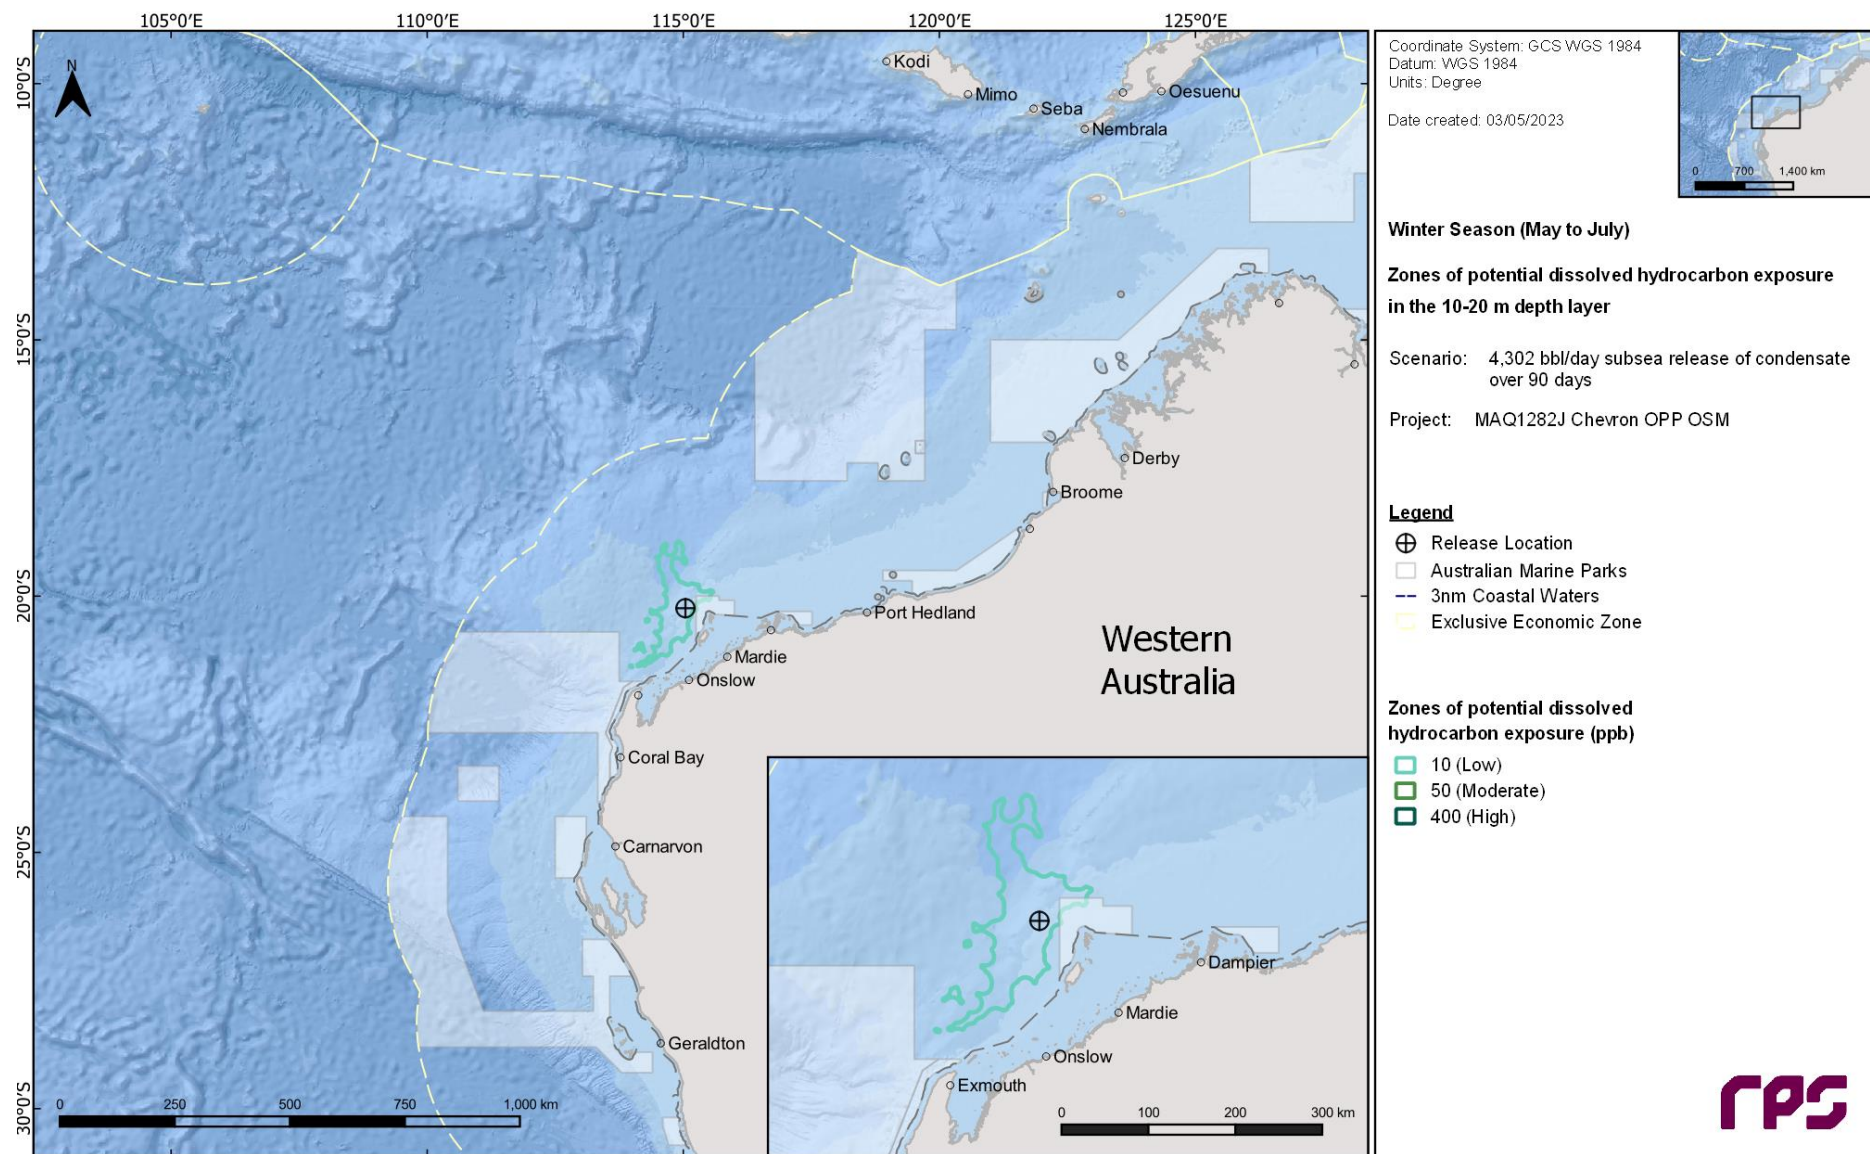 105°0'E
110°0'E
115°0'E
120°0'E
125°0'E
10°0'S
15°0'S
20°0'S
25°0'S
30°0'S
N
Kodi
Mimo
Seba
Oesuenu
Nembrala
Derby
Broome
Port Hedland
Mardie
Onslow
Western
Australia
Coral Bay
Carnarvon
Geraldton
0 250 500 750 1,000 km
Dampier
Mardie
Onslow
Exmouth
0 100 200 300 km
Coordinate System: GCS WGS 1984
Datum: WGS 1984
Units: Degree
Date created: 03/05/2023
0 700 1,400 km
Winter Season (May to July)
Zones of potential dissolved hydrocarbon exposure
in the 10-20 m depth layer
Scenario: 4,302 bbl/day subsea release of condensate
over 90 days
Project: MAQ1282J Chevron OPP OSM
Legend
Release Location
Australian Marine Parks
3nm Coastal Waters
Exclusive Economic Zone
Zones of potential dissolved
hydrocarbon exposure (ppb)
10 (Low)
50 (Moderate)
400 (High)
rps